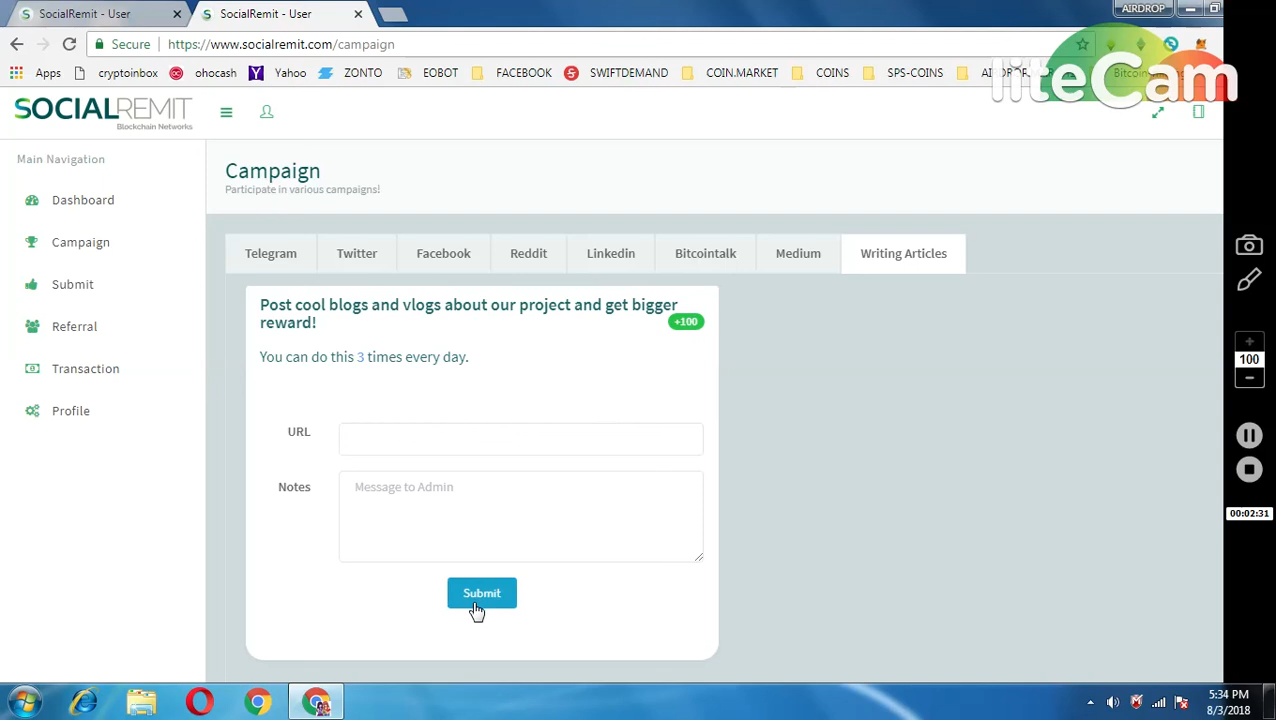 SocialRemit - User
SocialRemit - User
AIRDROP
Secure
https://www.socialremit.com/campaign
Apps
cryptoinbox
ohocash
Yahoo
EOBOT
FACEBOOK
SWIFTDEMAND
COIN.MARKET
COINS
SPS-COINS
liteCam
SOCIALREMIT
Blockchain Networks
Main Navigation
Dashboard
Campaign
Submit
Referral
Transaction
Profile
Campaign
Participate in various campaigns!
Telegram
Twitter
Facebook
Reddit
Linkedin
Bitcointalk
Medium
Writing Articles
Post cool blogs and vlogs about our project and get bigger
reward!
+100
You can do this 3 times every day.
URL
Notes
Message to Admin
Submit
100
00:02:31
5:34 PM
8/3/2018